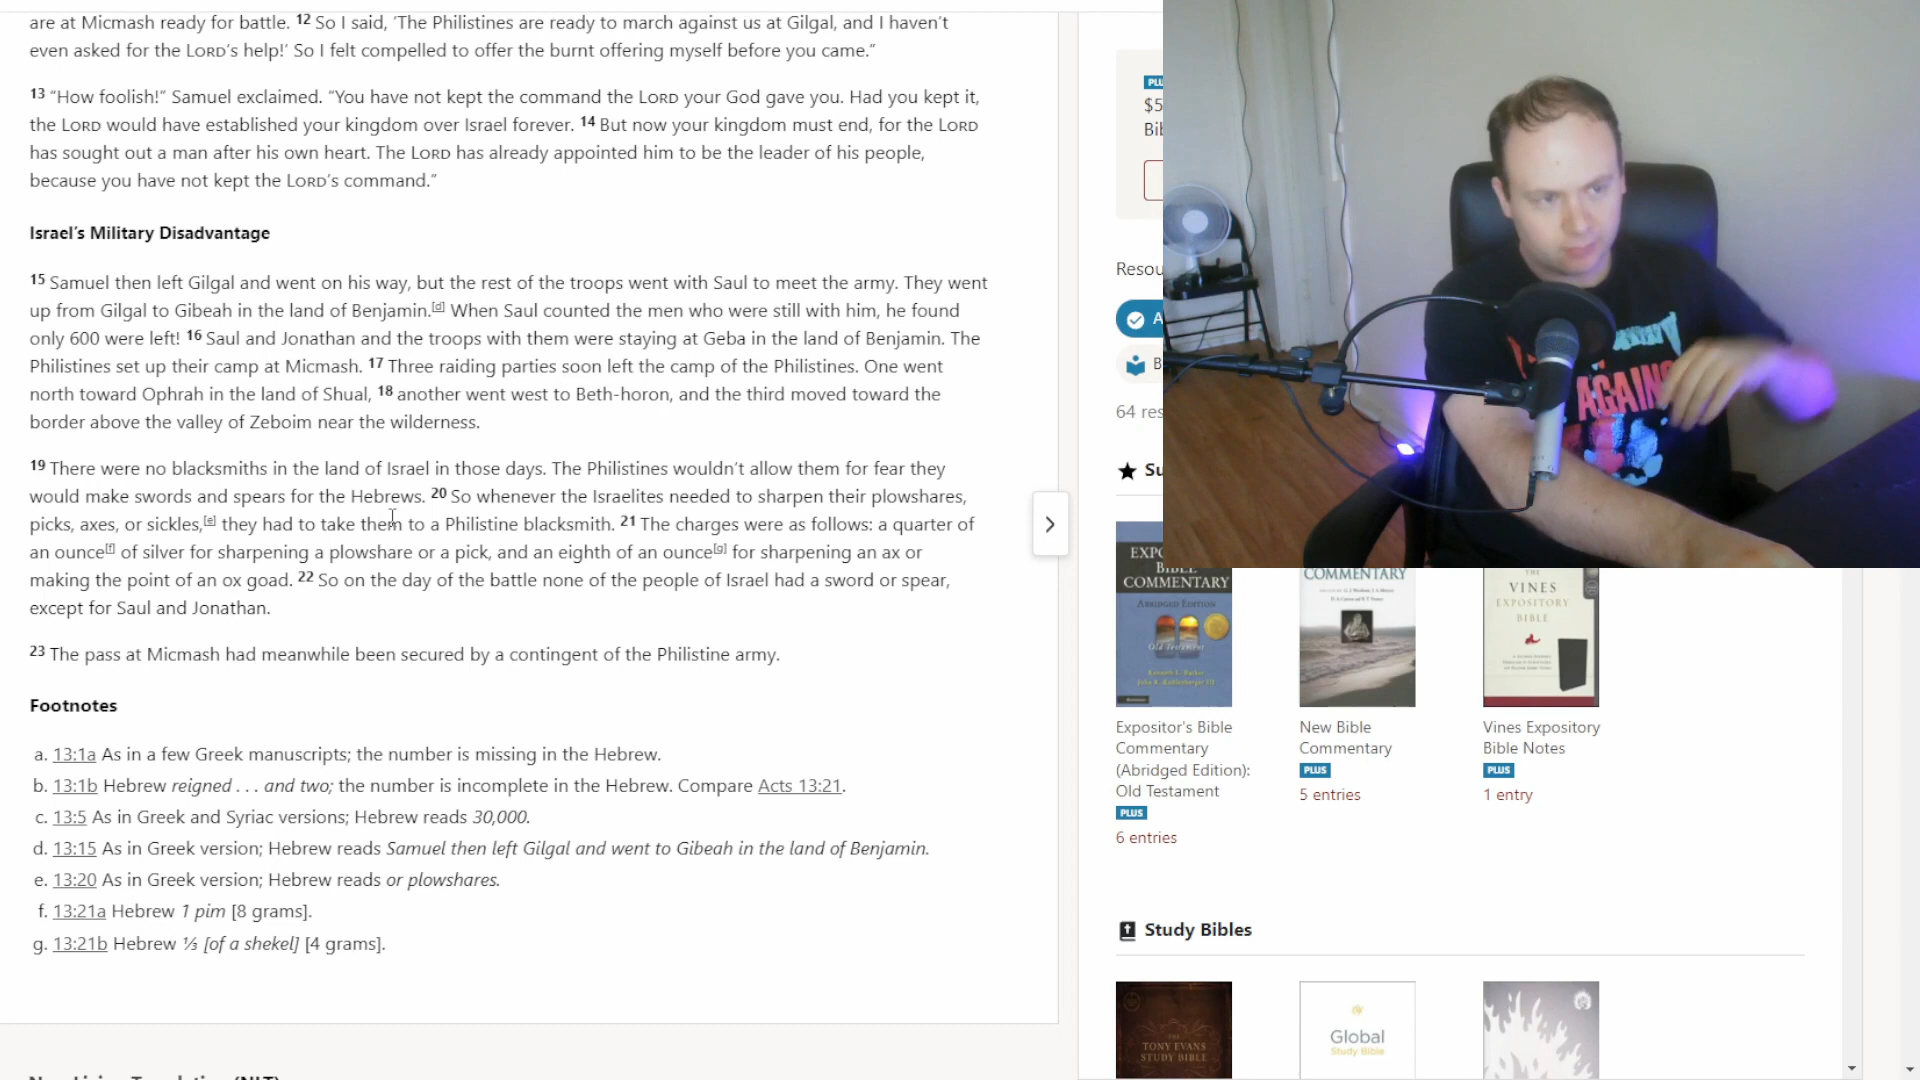 are at Micmash ready for battle. 12 So I said, ‘The Philistines are ready to march against us at Gilgal, and I haven’t
even asked for the LORD’s help!’ So I felt compelled to offer the burnt offering myself before you came.”
13 “How foolish!” Samuel exclaimed. “You have not kept the command the LORD your God gave you. Had you kept it,
the LORD would have established your kingdom over Israel forever. 14 But now your kingdom must end, for the LORD
has sought out a man after his own heart. The LORD has already appointed him to be the leader of his people,
because you have not kept the LORD’s command.”
Israel’s Military Disadvantage
15 Samuel then left Gilgal and went on his way, but the rest of the troops went with Saul to meet the army. They went
up from Gilgal to Gibeah in the land of Benjamin.[d] When Saul counted the men who were still with him, he found
only 600 were left! 16 Saul and Jonathan and the troops with them were staying at Geba in the land of Benjamin. The
Philistines set up their camp at Micmash. 17 Three raiding parties soon left the camp of the Philistines. One went
north toward Ophrah in the land of Shual, 18 another went west to Beth-horon, and the third moved toward the
border above the valley of Zeboim near the wilderness.
19 There were no blacksmiths in the land of Israel in those days. The Philistines wouldn’t allow them for fear they
would make swords and spears for the Hebrews. 20 So whenever the Israelites needed to sharpen their plowshares,
picks, axes, or sickles,[e] they had to take them to a Philistine blacksmith. 21 The charges were as follows: a quarter of
an ounce[f] of silver for sharpening a plowshare or a pick, and an eighth of an ounce[g] for sharpening an ax or
making the point of an ox goad. 22 So on the day of the battle none of the people of Israel had a sword or spear,
except for Saul and Jonathan.
23 The pass at Micmash had meanwhile been secured by a contingent of the Philistine army.
Footnotes
a. 13:1a As in a few Greek manuscripts; the number is missing in the Hebrew.
b. 13:1b Hebrew reigned . . . and two; the number is incomplete in the Hebrew. Compare Acts 13:21.
c. 13:5 As in Greek and Syriac versions; Hebrew reads 30,000.
d. 13:15 As in Greek version; Hebrew reads Samuel then left Gilgal and went to Gibeah in the land of Benjamin.
e. 13:20 As in Greek version; Hebrew reads or plowshares.
f. 13:21a Hebrew 1 pim [8 grams].
g. 13:21b Hebrew ⅓ [of a shekel] [4 grams].
New Living Translation (NLT)
PLU
$5
Bib
Resou
A
B
64 res
Su
AGAINS
EXPO
BIBLE
COMMENTARY
ABRIDGED EDITION
Old Testament
Expositor's Bible
Commentary
(Abridged Edition):
Old Testament
PLUS
6 entries
COMMENTARY
New Bible
Commentary
PLUS
5 entries
THE
VINES
EXPOSITORY
BIBLE
Vines Expository
Bible Notes
PLUS
1 entry
Study Bibles
THE
TONY EVANS
STUDY BIBLE
Global
Study Bible